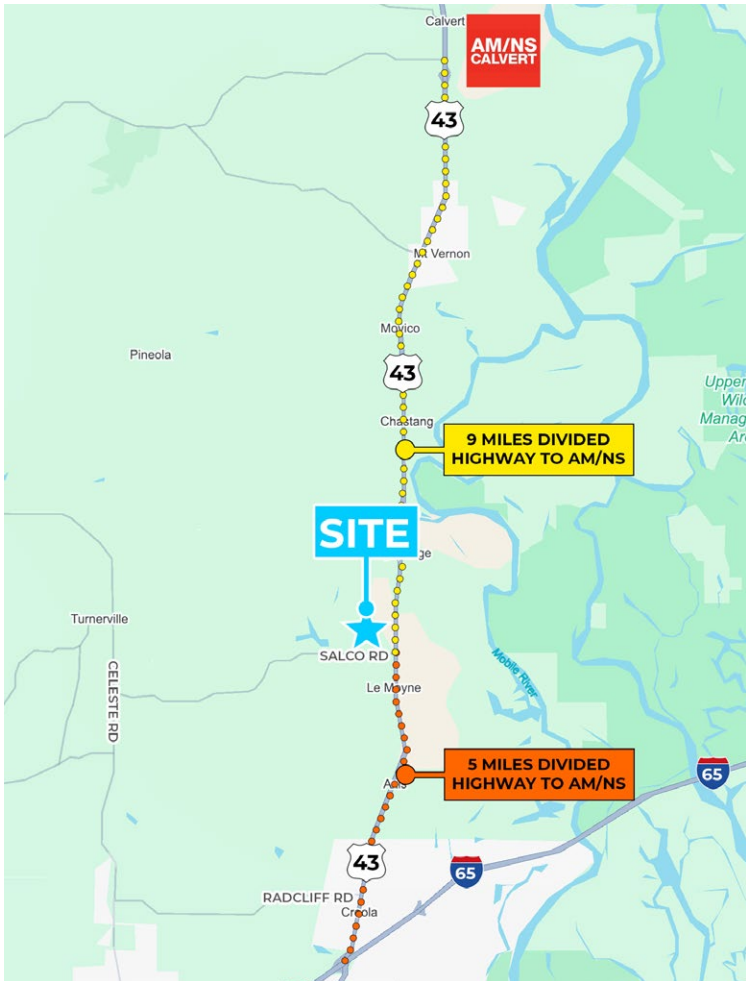 Calvert
AM/NS
CALVERT
43
Mt Vernon
Movico
Pineola
43
Chastang
9 MILES DIVIDED
HIGHWAY TO AM/NS
Upper
SITE
Turnerville
SALCO RD
CELESTE RD
Le Moyne
Mobile River
5 MILES DIVIDED
HIGHWAY TO AM/NS
65
43
65
RADCLIFF RD
Creola